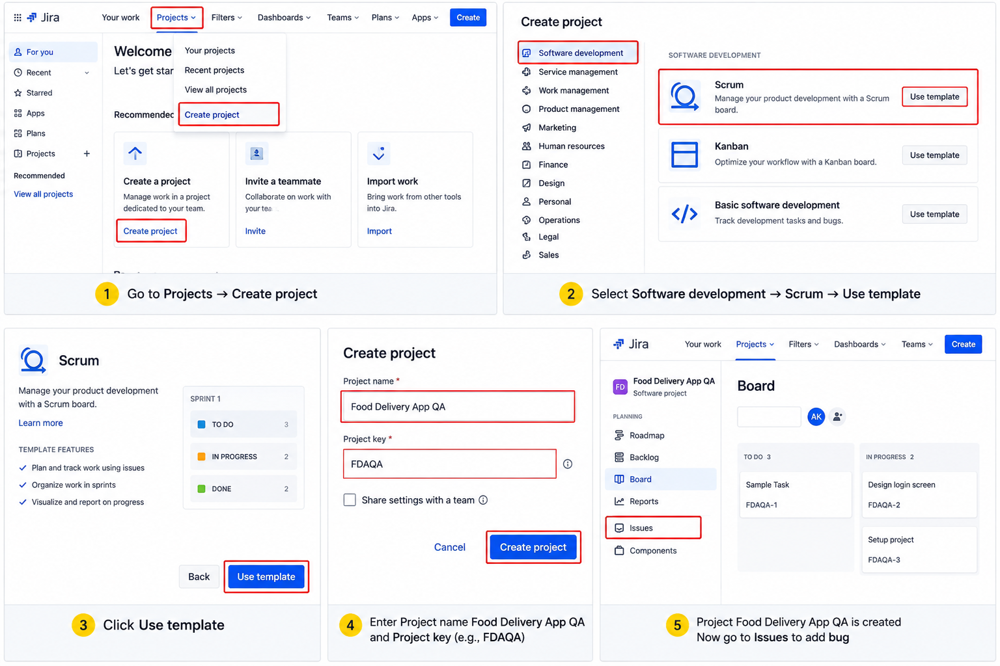 Jira
Your work
Projects
Filters
Dashboards
Teams
Plans
Apps
Create
For you
Recent
Starred
Apps
Plans
Projects +
Recommended
View all projects
Welcome
Let's get star
Your projects
Recent projects
View all projects
Create project
Recommended
Create a project
Manage work in a project
dedicated to your team.
Create project
Invite a teammate
Collaborate on work with
your tea
Invite
Import work
Bring work from other tools
into Jira.
Import
1 Go to Projects → Create project
Create project
Software development
Service management
Work management
Product management
Marketing
Human resources
Finance
Design
Personal
Operations
Legal
Sales
SOFTWARE DEVELOPMENT
Scrum
Manage your product development with a Scrum
board.
Use template
Kanban
Optimize your workflow with a Kanban board.
Use template
Basic software development
Track development tasks and bugs.
Use template
2 Select Software development → Scrum → Use template
Scrum
Manage your product development
with a Scrum board.
Learn more
TEMPLATE FEATURES
Plan and track work using issues
Organize work in sprints
Visualize and report on progress
SPRINT 1
TO DO 3
IN PROGRESS 2
DONE 2
Back
Use template
3 Click Use template
Create project
Project name *
Food Delivery App QA
Project key *
FDAQA
Share settings with a team
Cancel
Create project
4 Enter Project name Food Delivery App QA
and Project key (e.g., FDAQA)
Jira
Your work
Projects
Filters
Dashboards
Teams
Create
FD
Food Delivery App QA
Software project
PLANNING
Roadmap
Backlog
Board
Reports
Issues
Components
Board
AK
TO DO 3
Sample Task
FDAQA-1
IN PROGRESS 2
Design login screen
FDAQA-2
Setup project
FDAQA-3
5 Project Food Delivery App QA is created
Now go to Issues to add bug